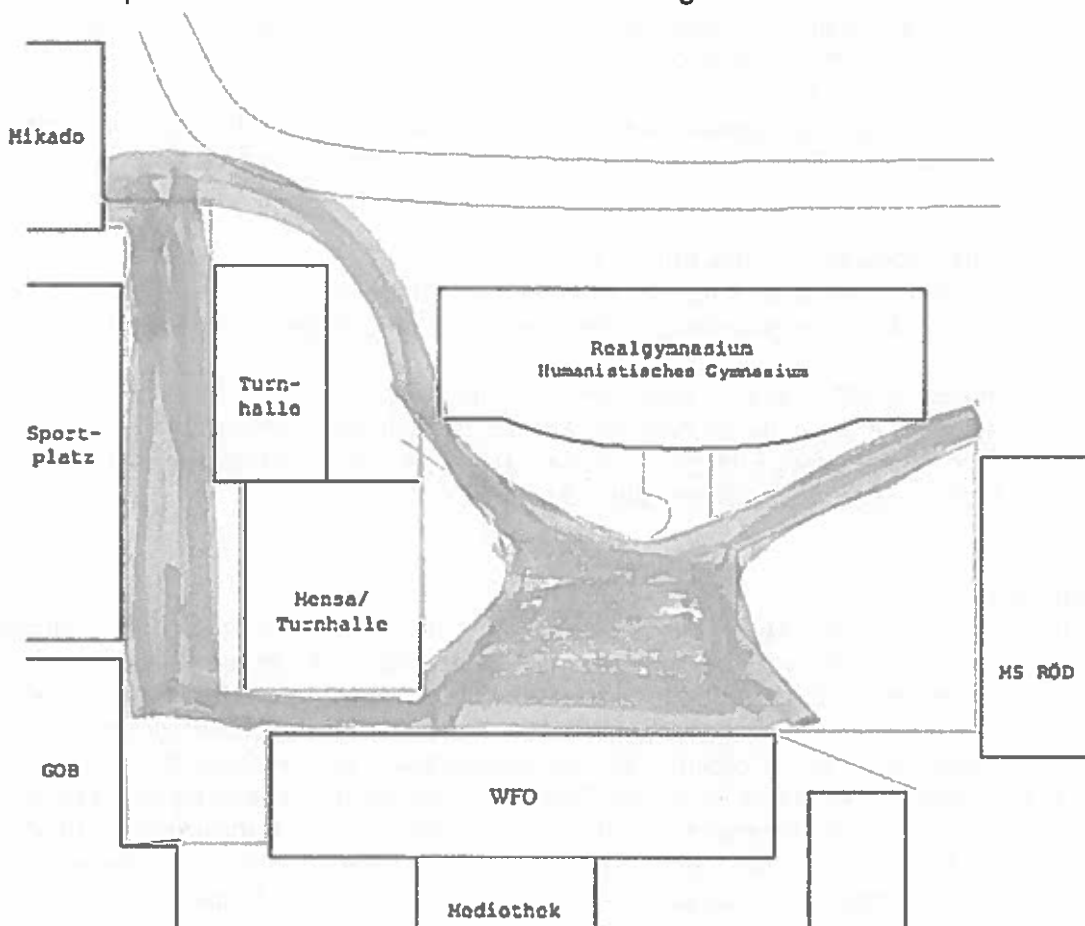 Mikado
Realgymnasium
Humanistisches Gymnasium
Turn-
halle
Sport-
platz
Mensa/
Turnhalle
MS RÖD
GOB
WFO
Mediothek